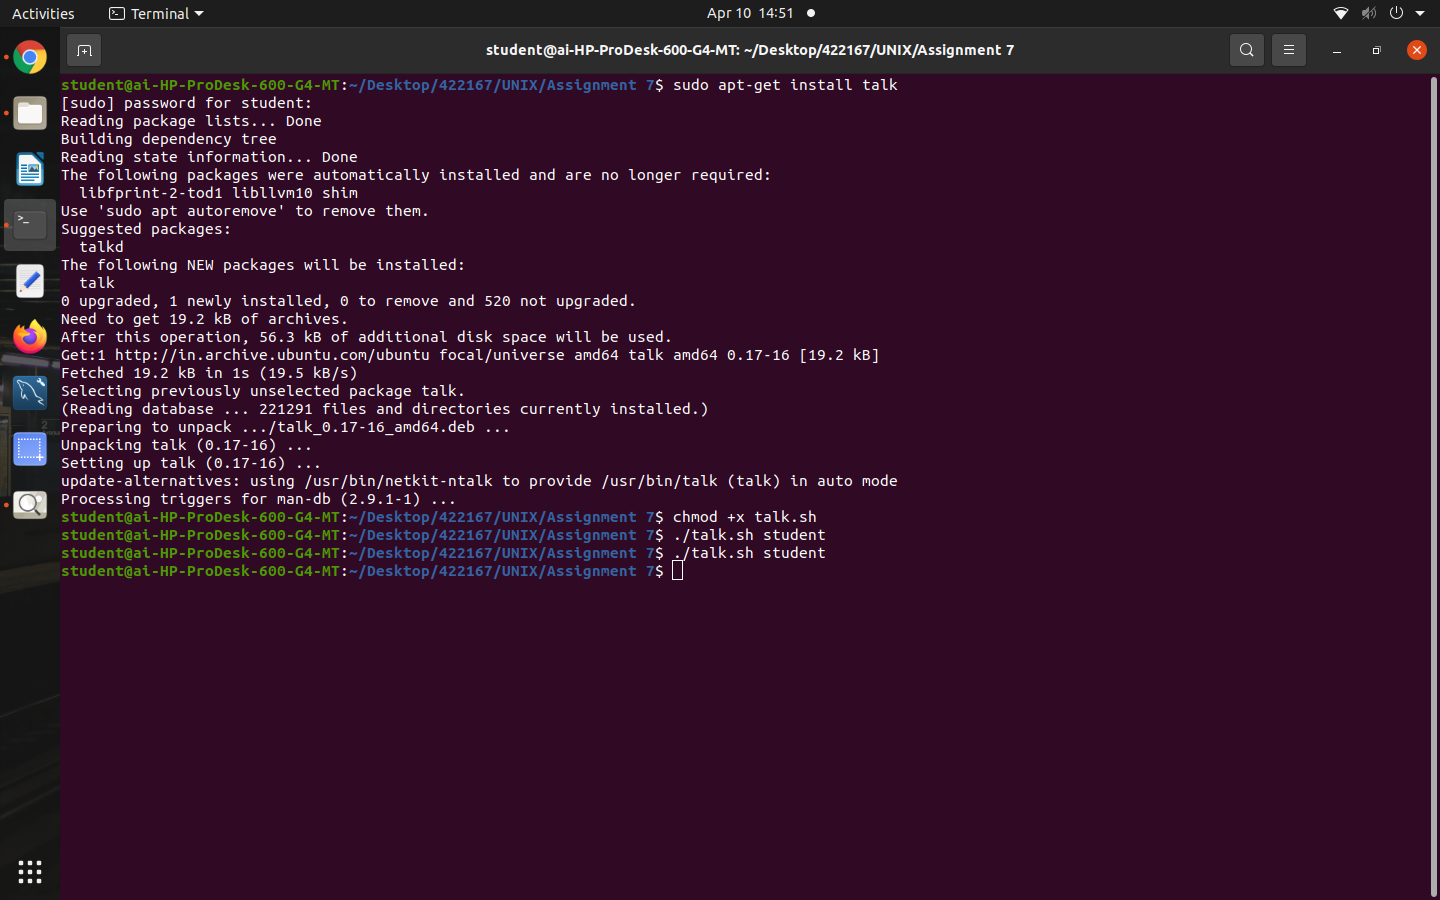 Activities
Terminal
Apr 10 14:51
student@ai-HP-ProDesk-600-G4-MT: ~/Desktop/422167/UNIX/Assignment 7
student@ai-HP-ProDesk-600-G4-MT:~/Desktop/422167/UNIX/Assignment 7$ sudo apt-get install talk
[sudo] password for student:
Reading package lists... Done
Building dependency tree
Reading state information... Done
The following packages were automatically installed and are no longer required:
  libfprint-2-tod1 libllvm10 shim
Use 'sudo apt autoremove' to remove them.
Suggested packages:
  talkd
The following NEW packages will be installed:
  talk
0 upgraded, 1 newly installed, 0 to remove and 520 not upgraded.
Need to get 19.2 kB of archives.
After this operation, 56.3 kB of additional disk space will be used.
Get:1 http://in.archive.ubuntu.com/ubuntu focal/universe amd64 talk amd64 0.17-16 [19.2 kB]
Fetched 19.2 kB in 1s (19.5 kB/s)
Selecting previously unselected package talk.
(Reading database ... 221291 files and directories currently installed.)
Preparing to unpack .../talk_0.17-16_amd64.deb ...
Unpacking talk (0.17-16) ...
Setting up talk (0.17-16) ...
update-alternatives: using /usr/bin/netkit-ntalk to provide /usr/bin/talk (talk) in auto mode
Processing triggers for man-db (2.9.1-1) ...
student@ai-HP-ProDesk-600-G4-MT:~/Desktop/422167/UNIX/Assignment 7$ chmod +x talk.sh
student@ai-HP-ProDesk-600-G4-MT:~/Desktop/422167/UNIX/Assignment 7$ ./talk.sh student
student@ai-HP-ProDesk-600-G4-MT:~/Desktop/422167/UNIX/Assignment 7$ ./talk.sh student
student@ai-HP-ProDesk-600-G4-MT:~/Desktop/422167/UNIX/Assignment 7$